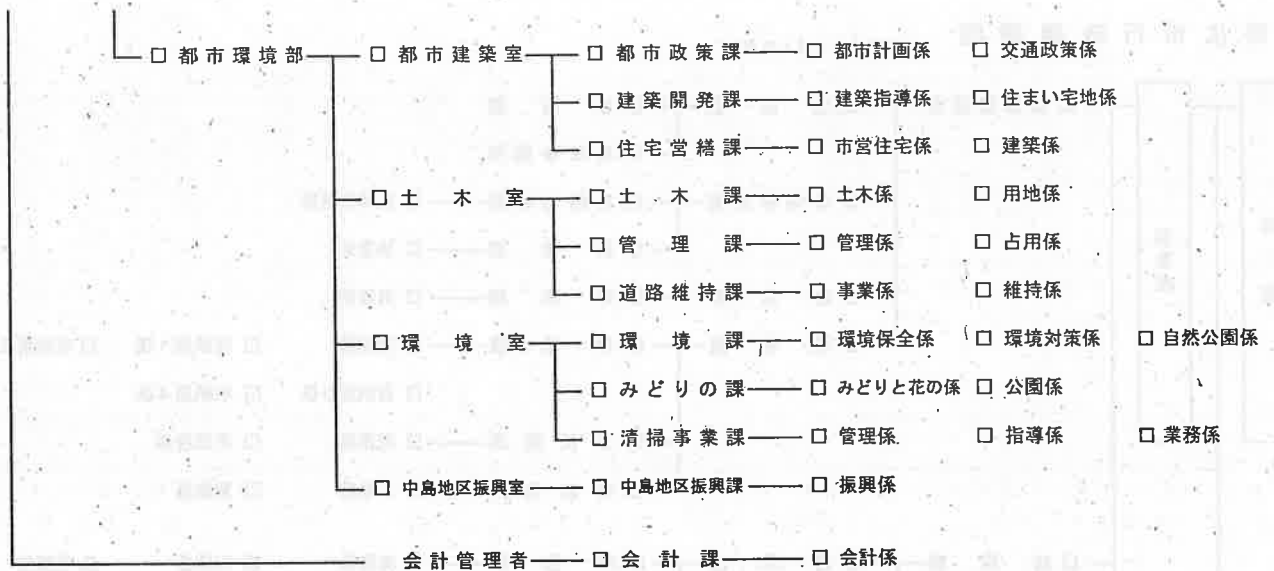 □ 都市環境部 □ 都市建築室 □ 都市政策課 □ 都市計画係 □ 交通政策係
□ 建築開発課 □ 建築指導係 □ 住まい宅地係
□ 住宅営繕課 □ 市営住宅係 □ 建築係
□ 土木室 □ 土木課 □ 土木係 □ 用地係
□ 管理課 □ 管理係 □ 占用係
□ 道路維持課 □ 事業係 □ 維持係
□ 環境室 □ 環境課 □ 環境保全係 □ 環境対策係 □ 自然公園係
□ みどりの課 □ みどりと花の係 □ 公園係
□ 清掃事業課 □ 管理係 □ 指導係 □ 業務係
□ 中島地区振興室 □ 中島地区振興課 □ 振興係
会計管理者 □ 会計課 □ 会計係